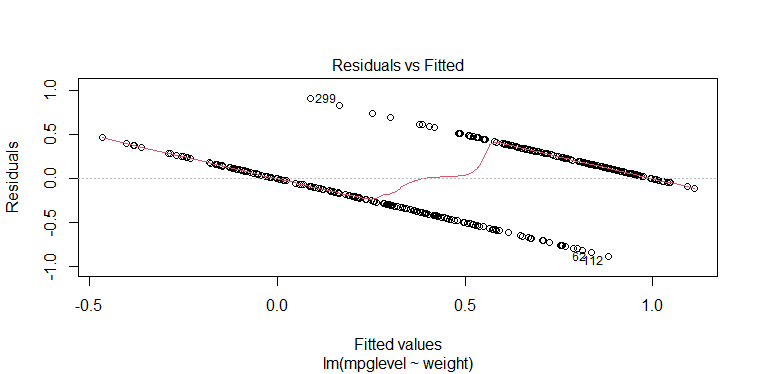 Residuals vs Fitted
1.0
0.5
0.0
-0.5
-1.0
Residuals
299
62
112
-0.5 0.0 0.5 1.0
Fitted values
lm(mpglevel ~ weight)